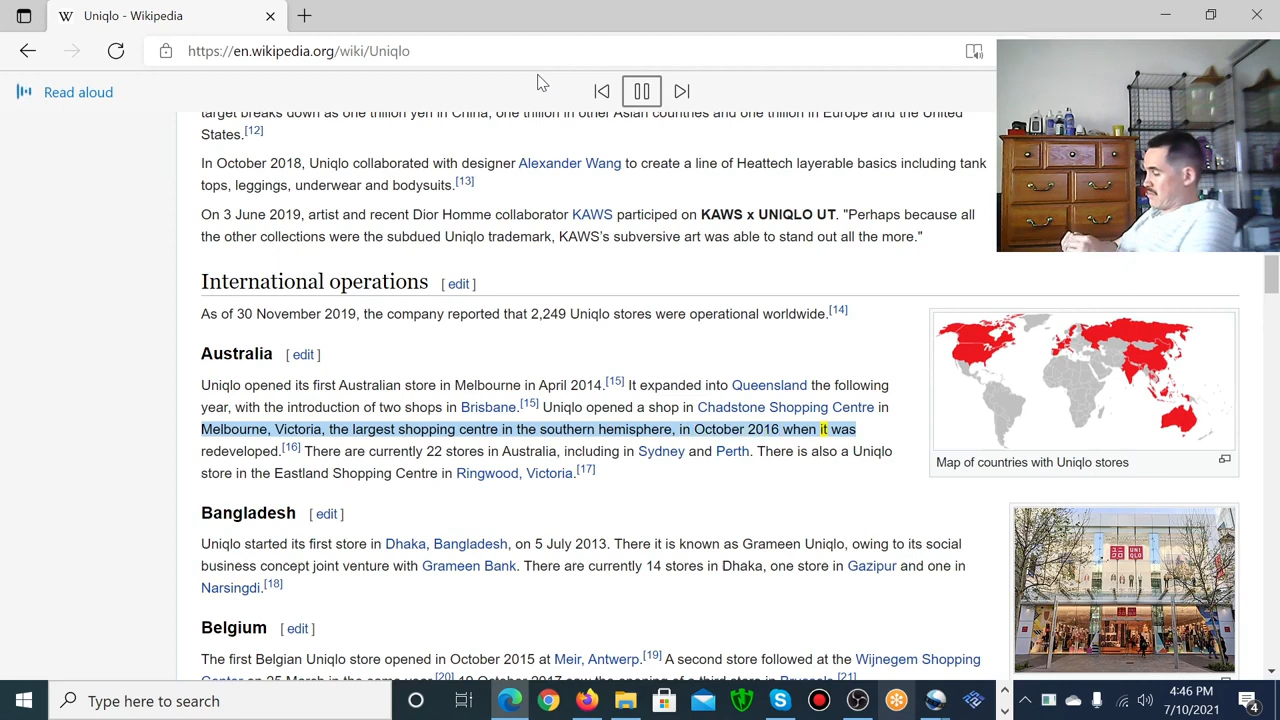 Uniqlo - Wikipedia
https://en.wikipedia.org/wiki/Uniqlo
Read aloud
target breaks down as one trillion yen in China, one trillion in other Asian countries and one trillion in Europe and the United
States.[12]
In October 2018, Uniqlo collaborated with designer Alexander Wang to create a line of Heattech layerable basics including tank
tops, leggings, underwear and bodysuits.[13]
On 3 June 2019, artist and recent Dior Homme collaborator KAWS participed on KAWS x UNIQLO UT. "Perhaps because all
the other collections were the subdued Uniqlo trademark, KAWS's subversive art was able to stand out all the more."
International operations [ edit ]
As of 30 November 2019, the company reported that 2,249 Uniqlo stores were operational worldwide.[14]
Australia [ edit ]
Uniqlo opened its first Australian store in Melbourne in April 2014.[15] It expanded into Queensland the following
year, with the introduction of two shops in Brisbane.[15] Uniqlo opened a shop in Chadstone Shopping Centre in
Melbourne, Victoria, the largest shopping centre in the southern hemisphere, in October 2016 when it was
redeveloped.[16] There are currently 22 stores in Australia, including in Sydney and Perth. There is also a Uniqlo
store in the Eastland Shopping Centre in Ringwood, Victoria.[17]
Map of countries with Uniqlo stores
Bangladesh [ edit ]
Uniqlo started its first store in Dhaka, Bangladesh, on 5 July 2013. There it is known as Grameen Uniqlo, owing to its social
business concept joint venture with Grameen Bank. There are currently 14 stores in Dhaka, one store in Gazipur and one in
Narsingdi.[18]
UNI QLO
Belgium [ edit ]
The first Belgian Uniqlo store opened in October 2015 at Meir, Antwerp.[19] A second store followed at the Wijnegem Shopping
Center on 25 March in the same year.[20] 19 October 2017 saw the opening of a third store in Brussels.[21]
Type here to search
4:46 PM
7/10/2021
4